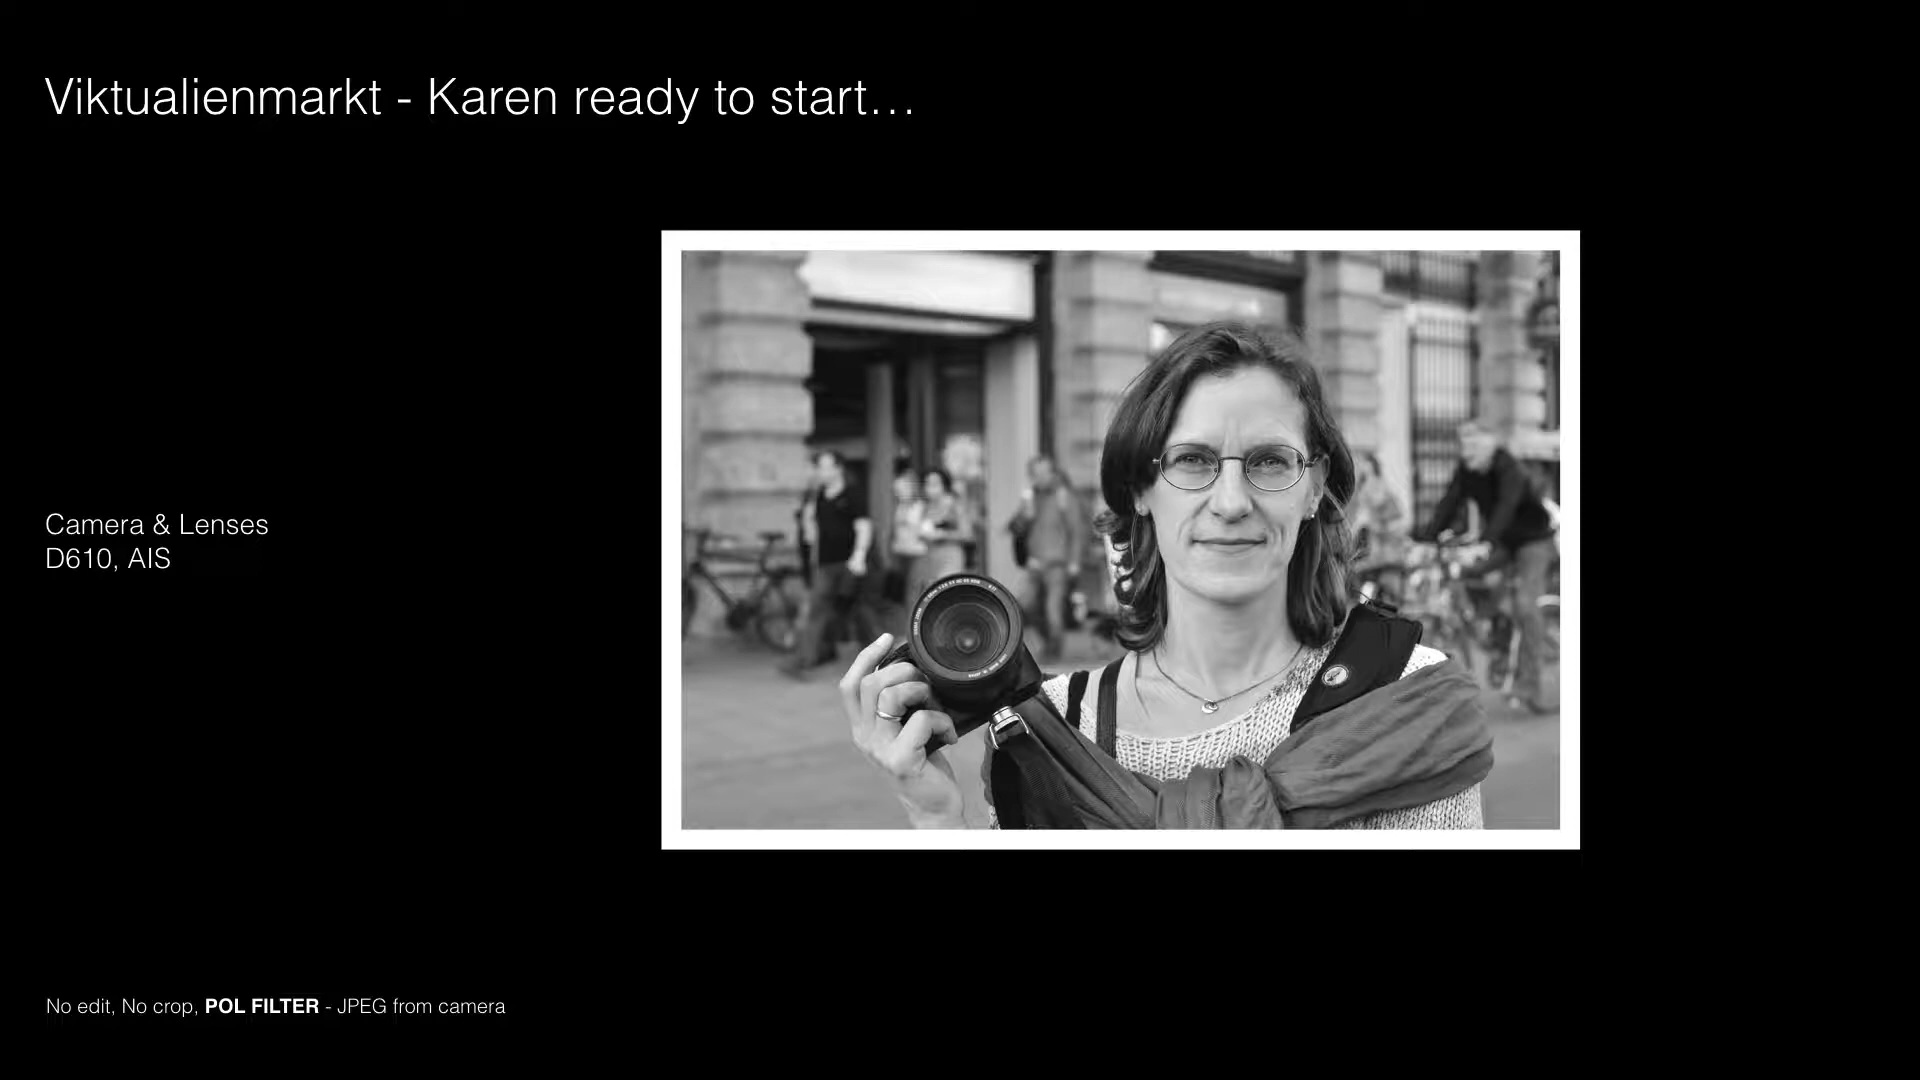 Viktualienmarkt - Karen ready to start...
Camera & Lenses
D610, AIS
No edit, No crop, POL FILTER - JPEG from camera